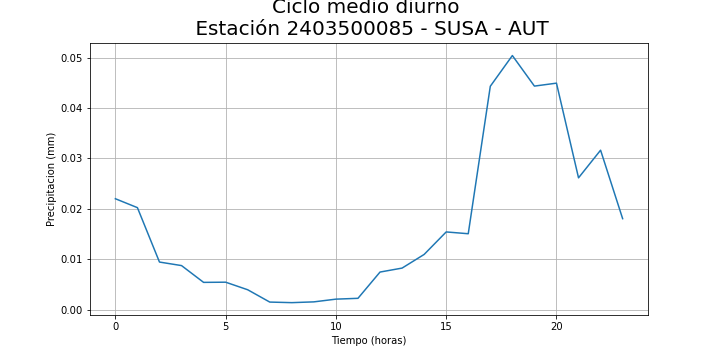 Ciclo medio diurno
Estación 2403500085 - SUSA - AUT
0.05
0.04
0.03
0.02
0.01
0.00
Precipitacion (mm)
0 5 10 15 20
Tiempo (horas)